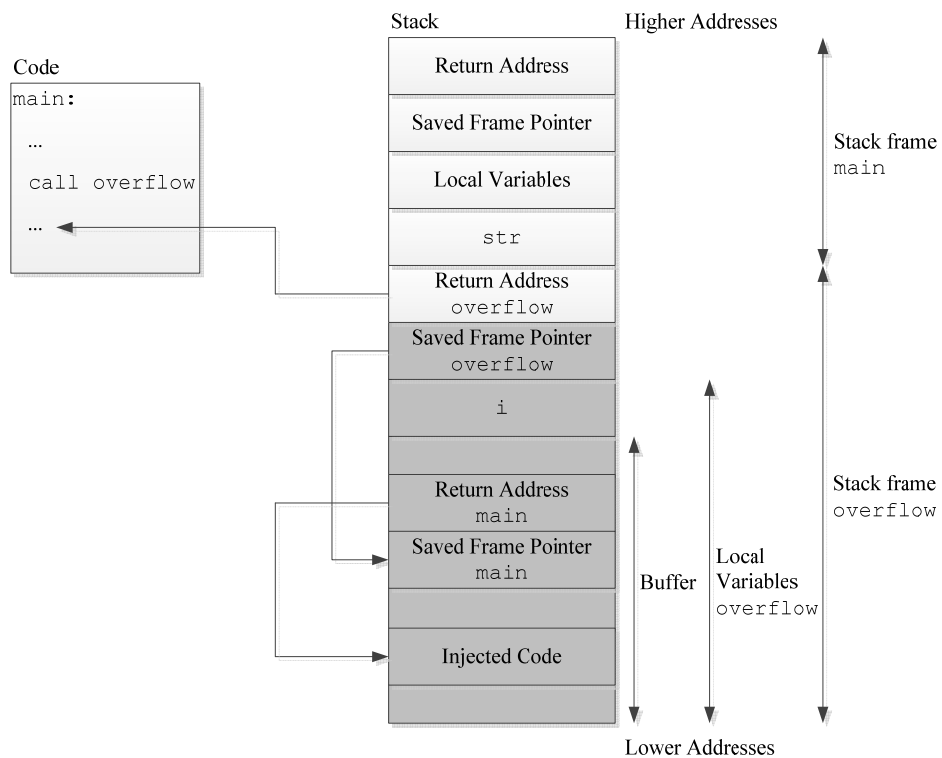 Stack
Higher Addresses
Code
main:
...
call overflow
...
Return Address
Saved Frame Pointer
Local Variables
str
Return Address
overflow
Saved Frame Pointer
overflow
i
Return Address
main
Saved Frame Pointer
main
Injected Code
Buffer
Local
Variables
overflow
Stack frame
main
Stack frame
overflow
Lower Addresses